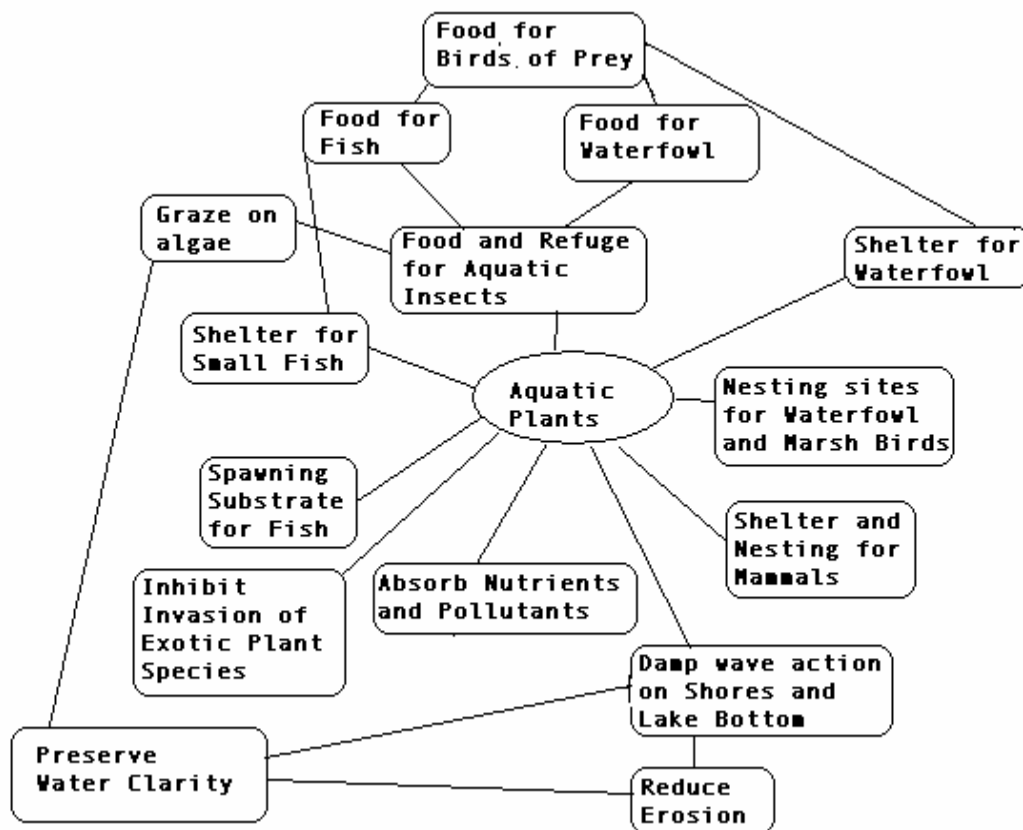 Food for
Birds of Prey
Food for
Fish
Food for
Waterfowl
Graze on
algae
Food and Refuge
for Aquatic
Insects
Shelter for
Waterfowl
Shelter for
Small Fish
Aquatic
Plants
Nesting sites
for Waterfowl
and Marsh Birds
Spawning
Substrate
for Fish
Shelter and
Nesting for
Mammals
Inhibit
Invasion of
Exotic Plant
Species
Absorb Nutrients
and Pollutants
Damp wave action
on Shores and
Lake Bottom
Preserve
Water Clarity
Reduce
Erosion